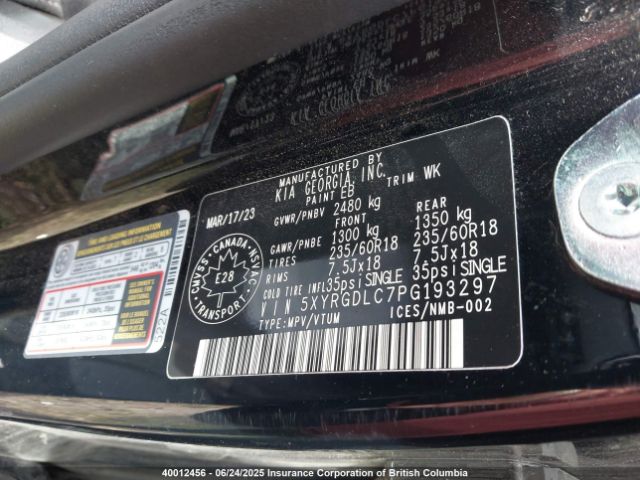 MANUFACTURED BY
KIA GEORGIA, INC.
PAINT EB TRIM WK
MAR/17/23 GVWR/PNBV 2480 kg
FRONT REAR
GAWR/PNBE 1300 kg 1350 kg
TIRES 235/60R18 235/60R18
RIMS 7.5Jx18 7.5Jx18
COLD TIRE INFL 35psi SINGLE 35psi SINGLE
VIN 5XYRGDLC7PG193297
TYPE:MPV/VTUM ICES/NMB-002
CANADA
CMVSS NSVAC
E28
TRANSPORT
522A
40012456 - 06/24/2025 Insurance Corporation of British Columbia